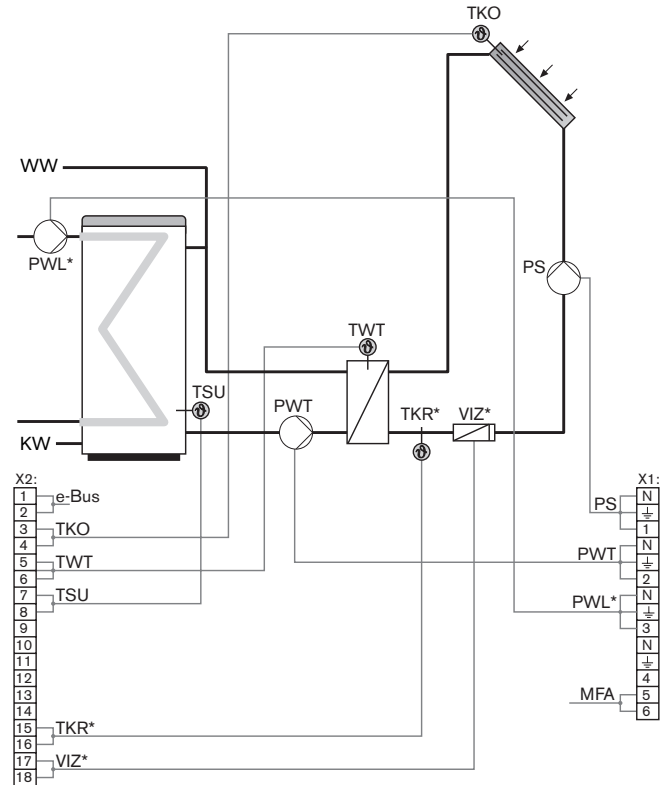 TKO
WW
PWL*
PS
TWT
TSU
PWT
TKR*
VIZ*
KW
X2:
1
2
e-Bus
3
4
TKO
5
6
TWT
7
8
TSU
9
10
11
12
13
14
15
16
TKR*
17
18
VIZ*
X1:
PS
N
1
PWT
N
2
PWL*
N
3
N
4
MFA
5
6